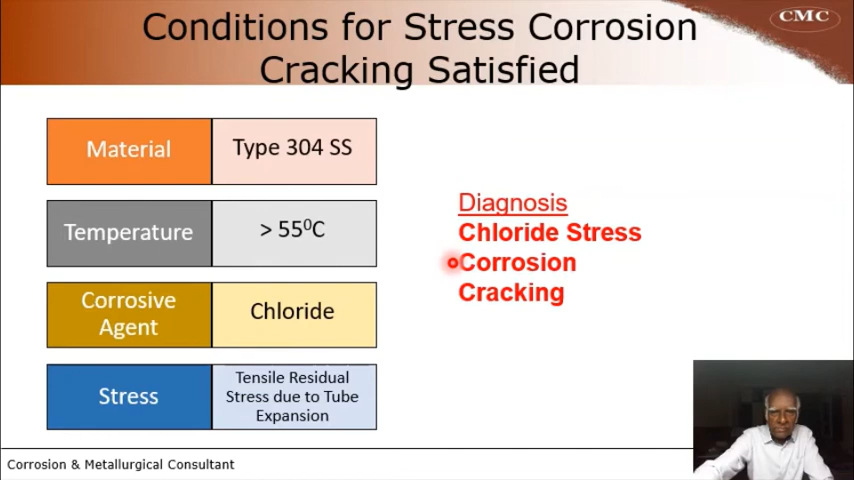 Conditions for Stress Corrosion
Cracking Satisfied
CMC
Material
Type 304 SS
Temperature
> 55⁰C
Corrosive
Agent
Chloride
Stress
Tensile Residual
Stress due to Tube
Expansion
Diagnosis
Chloride Stress
Corrosion
Cracking
Corrosion & Metallurgical Consultant